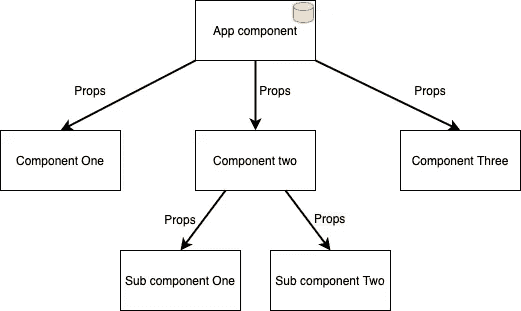 App component
Props
Props
Props
Component One
Component two
Component Three
Props
Props
Sub component One
Sub component Two